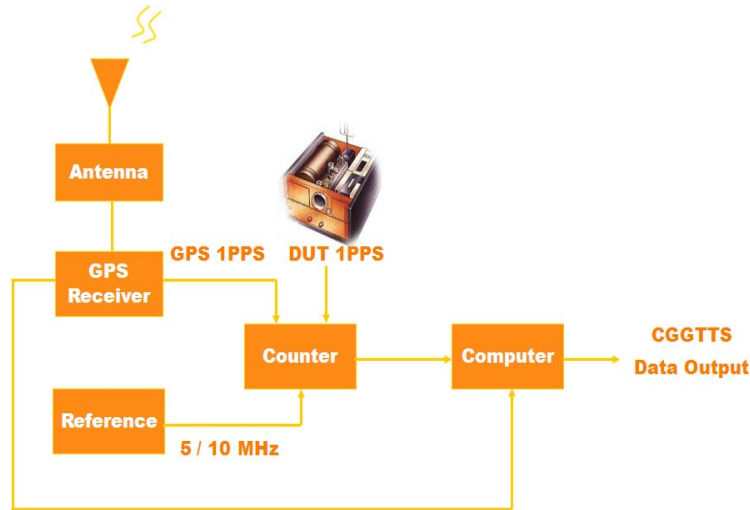 Antenna
GPS 1PPS
DUT 1PPS
GPS
Receiver
Counter
Computer
CGGTTS
Data Output
Reference
5 / 10 MHz